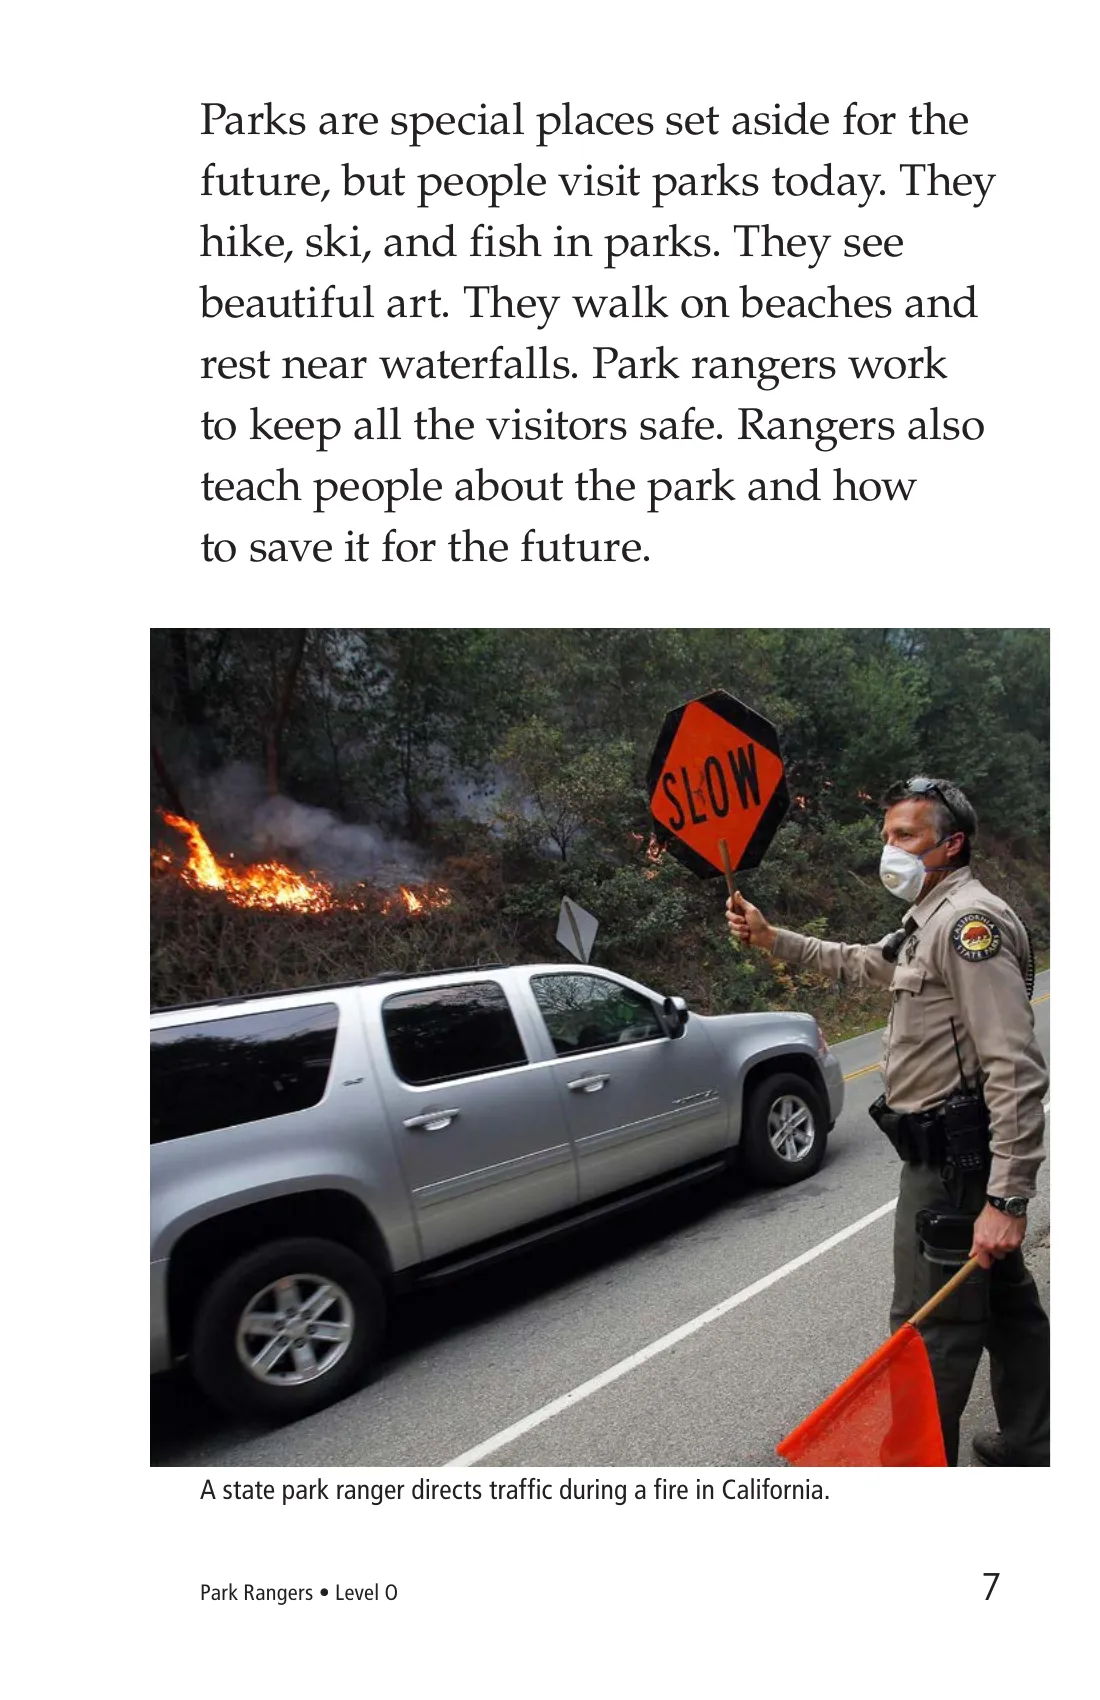 Parks are special places set aside for the
future, but people visit parks today. They
hike, ski, and fish in parks. They see
beautiful art. They walk on beaches and
rest near waterfalls. Park rangers work
to keep all the visitors safe. Rangers also
teach people about the park and how
to save it for the future.
SLOW
CALIFORNIA
STATE PARKS
A state park ranger directs traffic during a fire in California.
Park Rangers • Level O
7